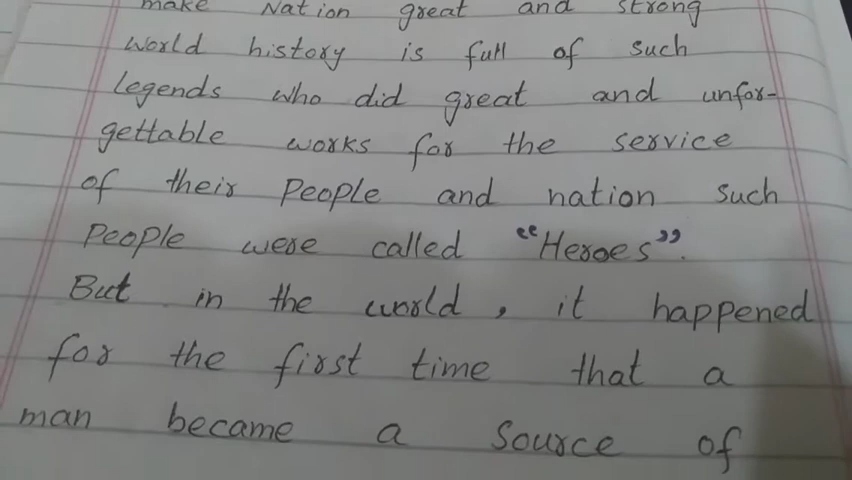 make Nation great and strong
World history is full of such
legends who did great and unfor-
gettable works for the service
of their People and nation such
People were called “Heroes”.
But in the world, it happened
for the first time that a
man became a source of